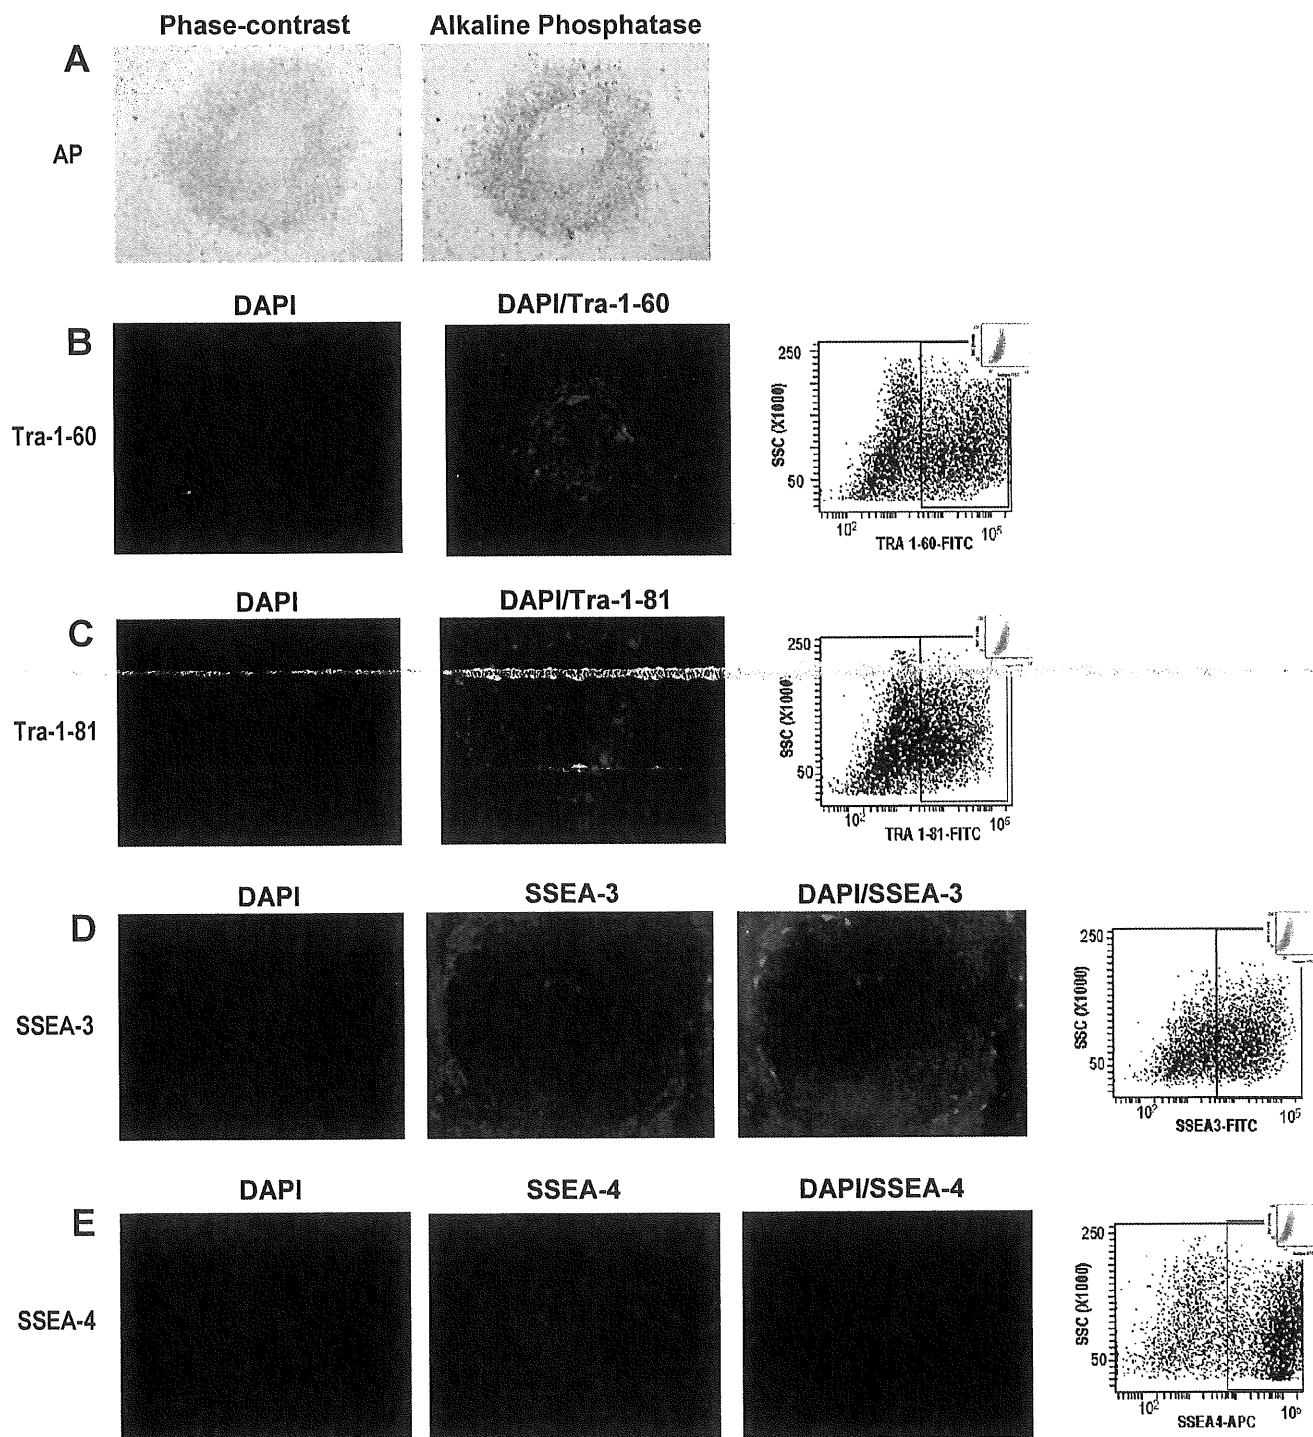 Phase-contrast Alkaline Phosphatase
A
AP
DAPI DAPI/Tra-1-60
B
Tra-1-60
250
SSC (X1000)
50
10² 10⁵
TRA 1-60-FITC
DAPI DAPI/Tra-1-81
C
Tra-1-81
250
SSC (X1000)
50
10²
TRA 1-81-FITC
DAPI SSEA-3 DAPI/SSEA-3
D
SSEA-3
250
SSC (X1000)
50
10⁵
SSEA3-FITC
DAPI SSEA-4 DAPI/SSEA-4
E
SSEA-4
250
SSC (X1000)
50
10²
SSEA4-APC